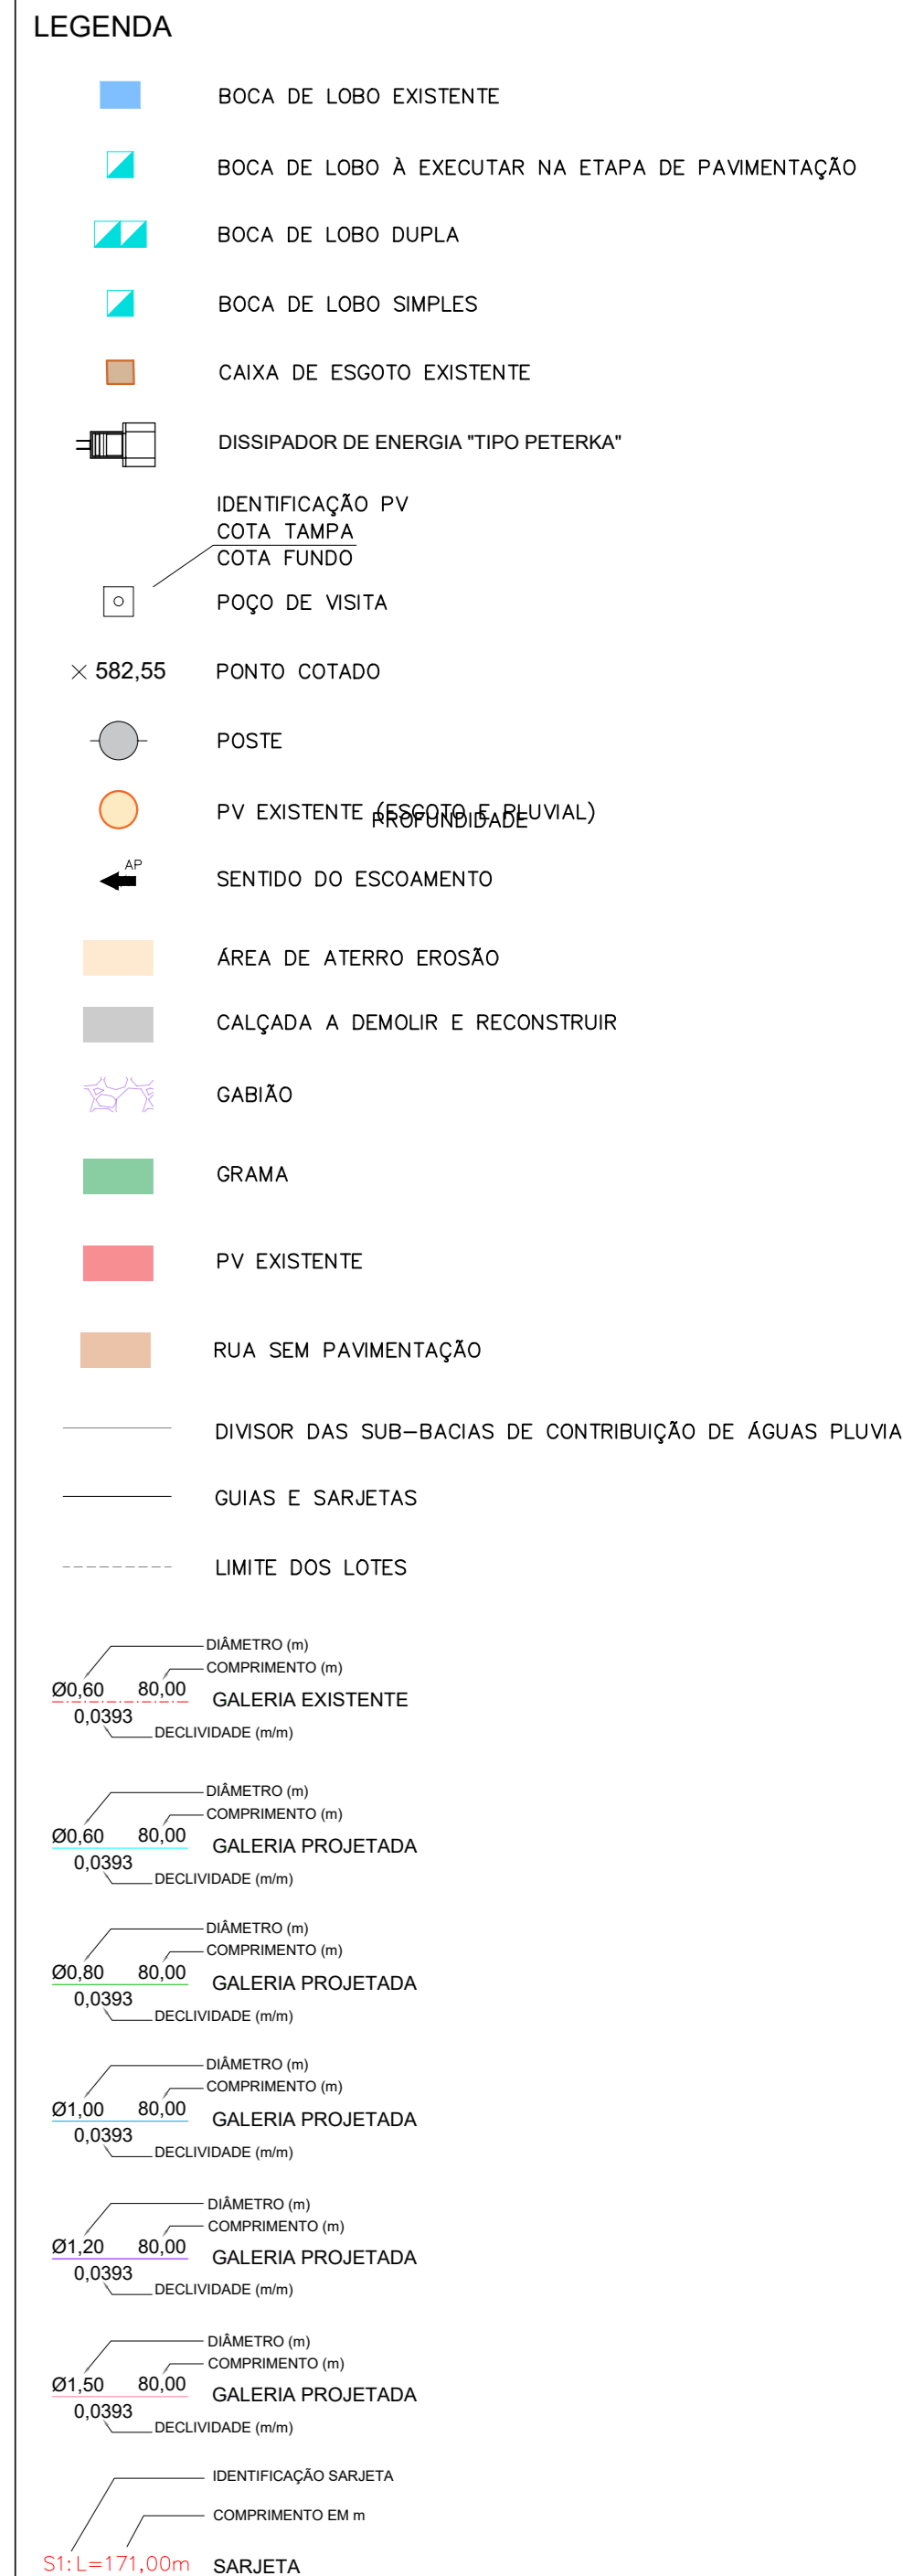 LEGENDA
BOCA DE LOBO EXISTENTE
BOCA DE LOBO À EXECUTAR NA ETAPA DE PAVIMENTAÇÃO
BOCA DE LOBO DUPLA
BOCA DE LOBO SIMPLES
CAIXA DE ESGOTO EXISTENTE
DISSIPADOR DE ENERGIA "TIPO PETERKA"
IDENTIFICAÇÃO PV
COTA TAMPA
COTA FUNDO
POÇO DE VISITA
582,55 PONTO COTADO
POSTE
PV EXISTENTE (ESGOTO E PLUVIAL)
PROFUNDIDADE
AP
SENTIDO DO ESCOAMENTO
ÁREA DE ATERRO EROSÃO
CALÇADA A DEMOLIR E RECONSTRUIR
GABIÃO
GRAMA
PV EXISTENTE
RUA SEM PAVIMENTAÇÃO
DIVISOR DAS SUB-BACIAS DE CONTRIBUIÇÃO DE ÁGUAS PLUVIA
GUIAS E SARJETAS
LIMITE DOS LOTES
DIÂMETRO (m)
COMPRIMENTO (m)
Ø0,60 80,00 GALERIA EXISTENTE
0,0393
DECLIVIDADE (m/m)
DIÂMETRO (m)
COMPRIMENTO (m)
Ø0,60 80,00 GALERIA PROJETADA
0,0393
DECLIVIDADE (m/m)
DIÂMETRO (m)
COMPRIMENTO (m)
Ø0,80 80,00 GALERIA PROJETADA
0,0393
DECLIVIDADE (m/m)
DIÂMETRO (m)
COMPRIMENTO (m)
Ø1,00 80,00 GALERIA PROJETADA
0,0393
DECLIVIDADE (m/m)
DIÂMETRO (m)
COMPRIMENTO (m)
Ø1,20 80,00 GALERIA PROJETADA
0,0393
DECLIVIDADE (m/m)
DIÂMETRO (m)
COMPRIMENTO (m)
Ø1,50 80,00 GALERIA PROJETADA
0,0393
DECLIVIDADE (m/m)
IDENTIFICAÇÃO SARJETA
COMPRIMENTO EM m
S1:L=171,00m SARJETA